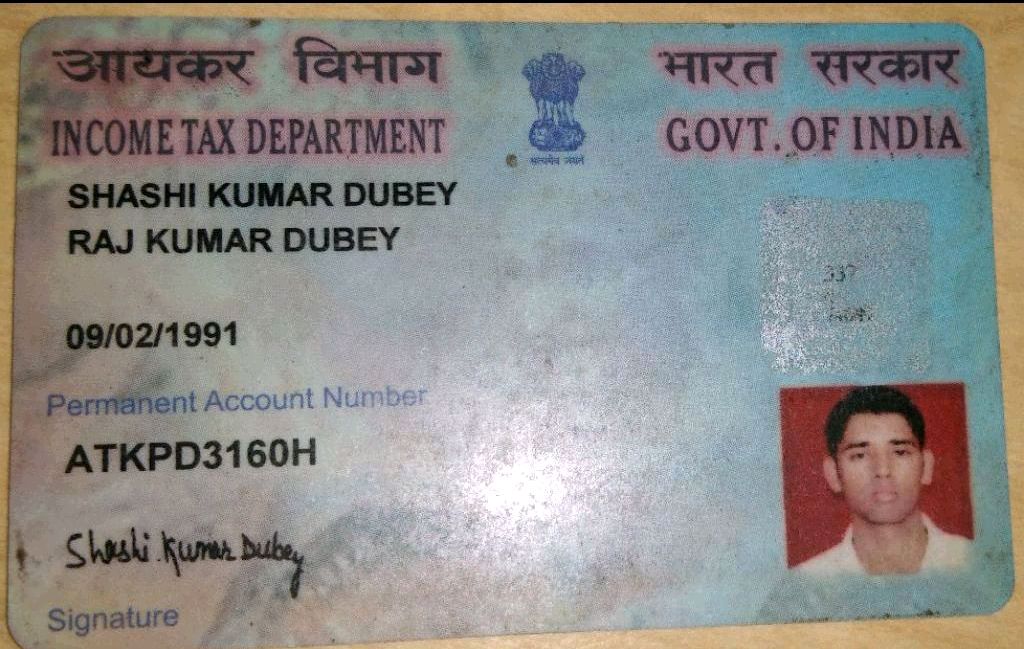 आयकर विभाग
भारत सरकार
INCOME TAX DEPARTMENT
GOVT. OF INDIA
सत्यमेव जयते
SHASHI KUMAR DUBEY
RAJ KUMAR DUBEY
09/02/1991
Permanent Account Number
ATKPD3160H
Shashi Kumar Dubey
Signature